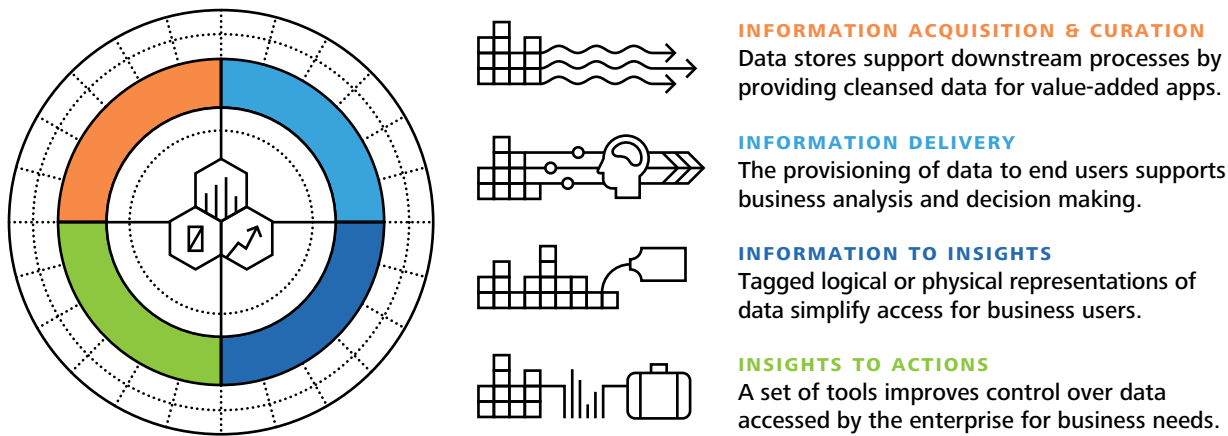 INFORMATION ACQUISITION & CURATION
Data stores support downstream processes by
providing cleansed data for value-added apps.
INFORMATION DELIVERY
The provisioning of data to end users supports
business analysis and decision making.
INFORMATION TO INSIGHTS
Tagged logical or physical representations of
data simplify access for business users.
INSIGHTS TO ACTIONS
A set of tools improves control over data
accessed by the enterprise for business needs.